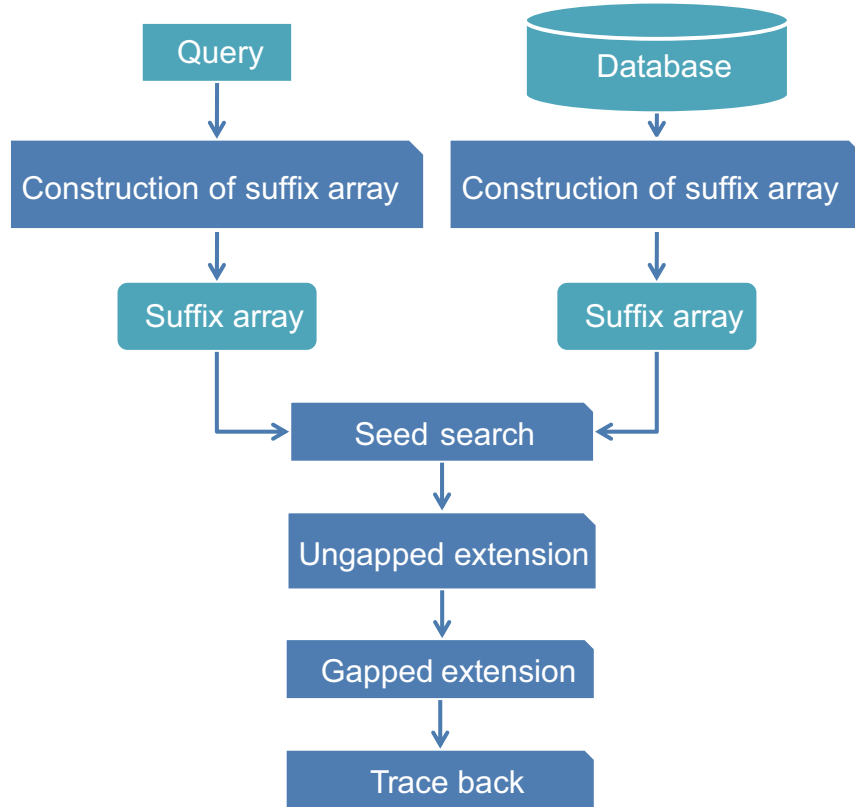 Query
Database
Construction of suffix array
Construction of suffix array
Suffix array
Suffix array
Seed search
Ungapped extension
Gapped extension
Trace back